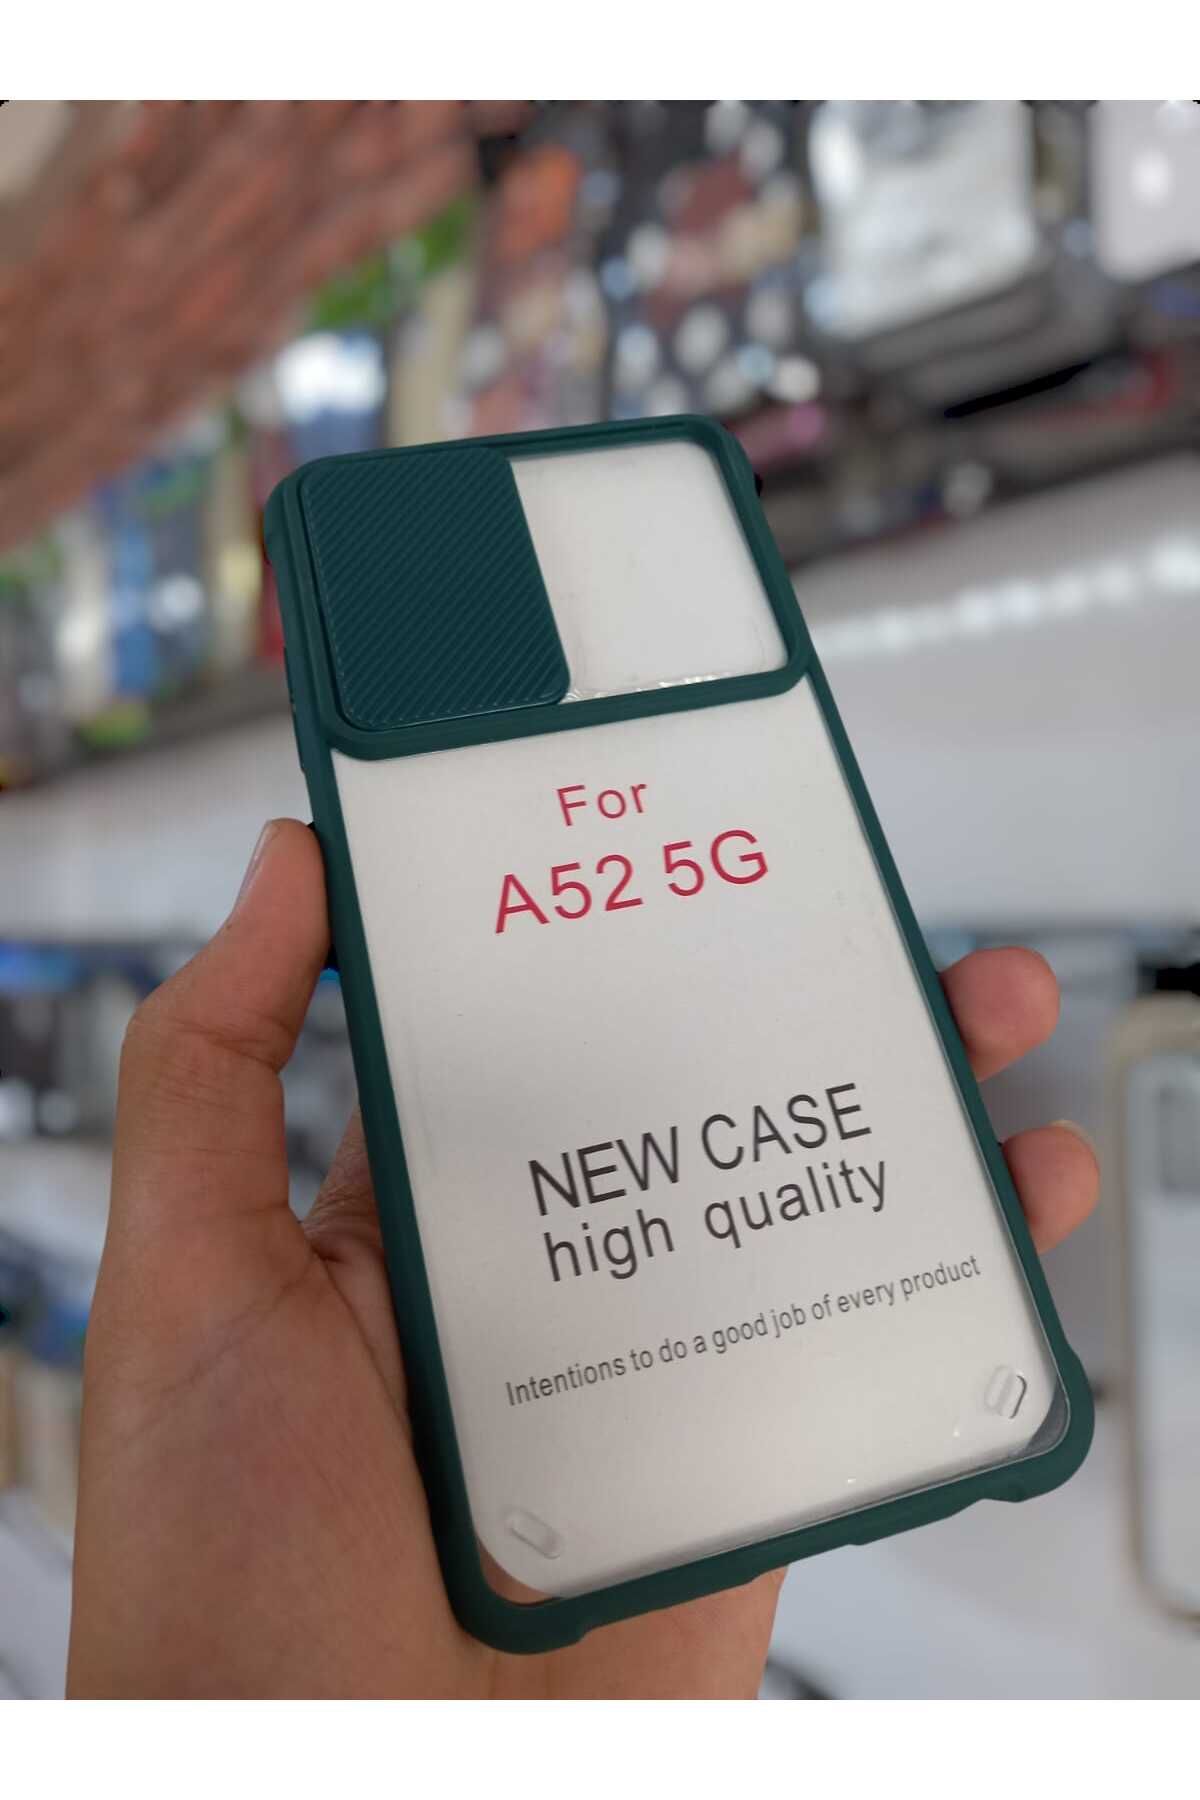 For
A52 5G
NEW CASE
high quality
Intentions to do a good job of every product